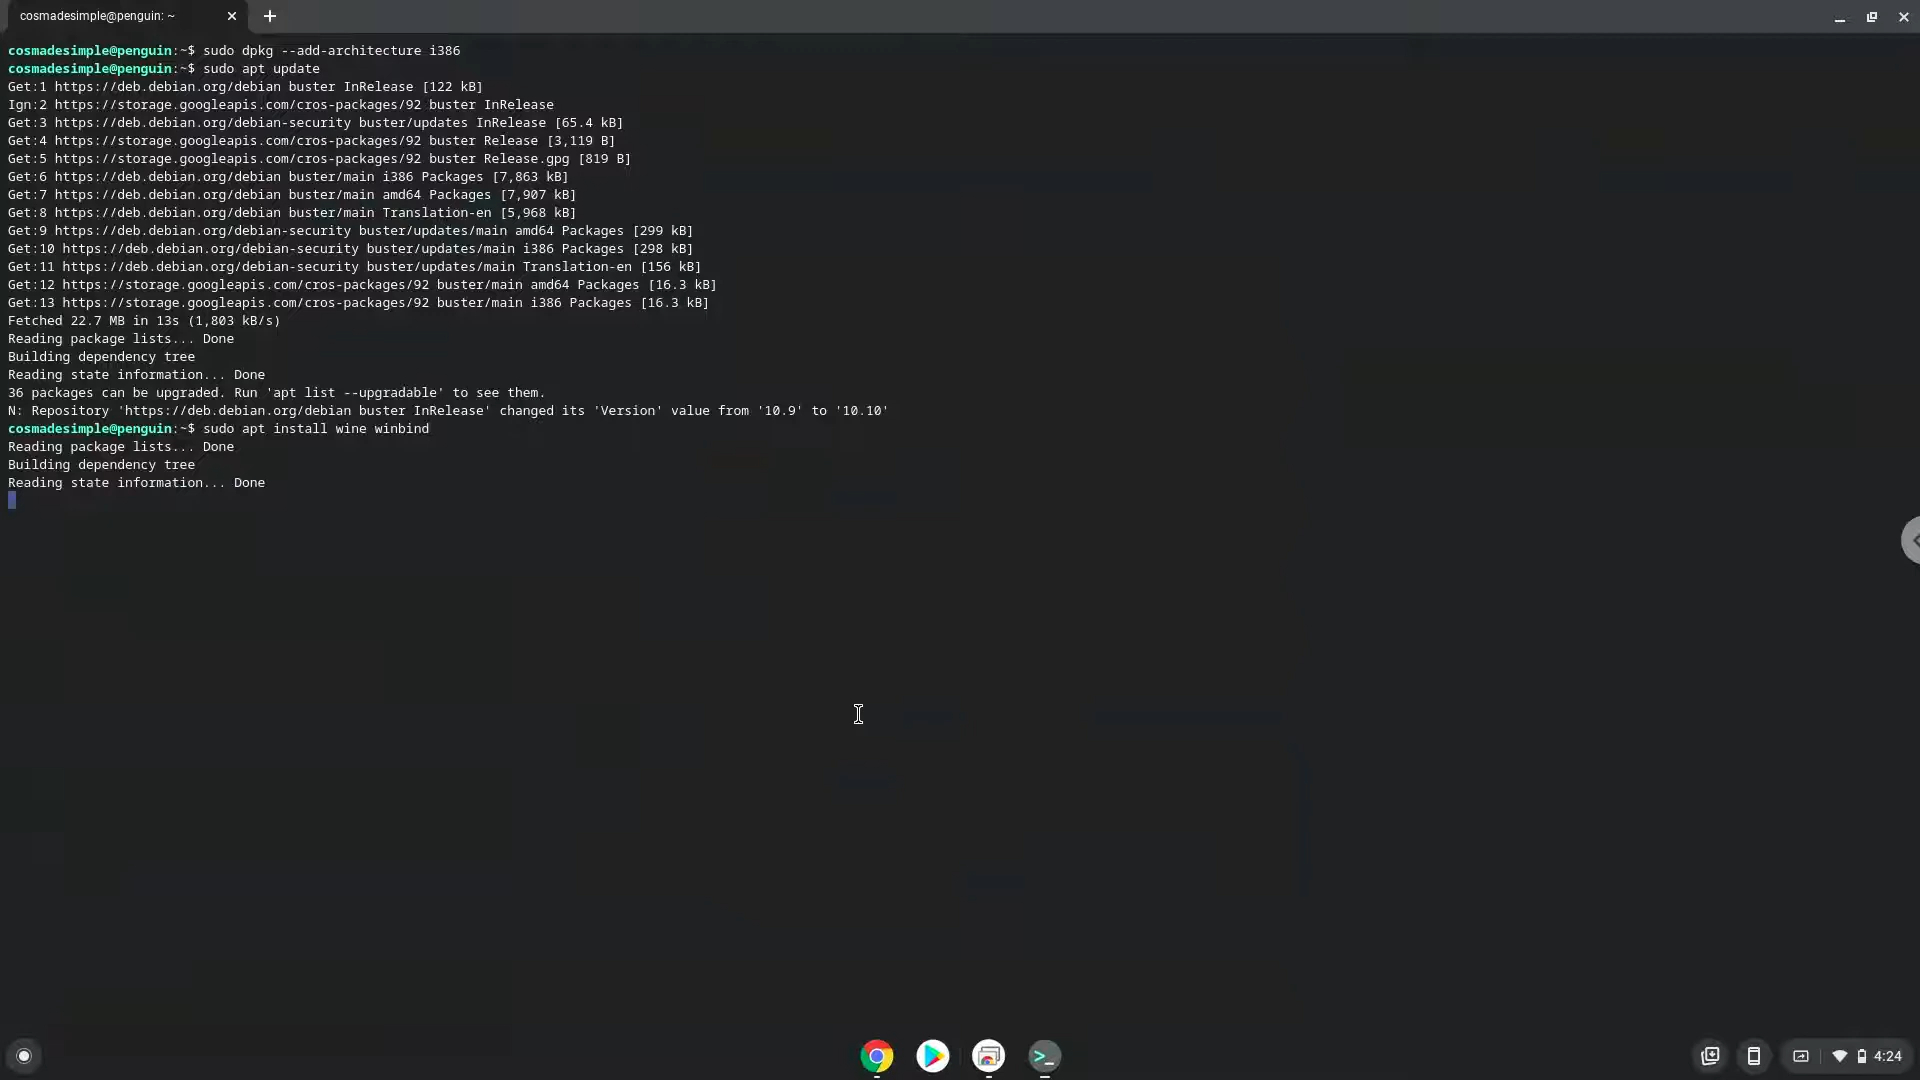 cosmadesimple@penguin: ~
cosmadesimple@penguin:~$ sudo dpkg --add-architecture i386
cosmadesimple@penguin:~$ sudo apt update
Get:1 https://deb.debian.org/debian buster InRelease [122 kB]
Ign:2 https://storage.googleapis.com/cros-packages/92 buster InRelease
Get:3 https://deb.debian.org/debian-security buster/updates InRelease [65.4 kB]
Get:4 https://storage.googleapis.com/cros-packages/92 buster Release [3,119 B]
Get:5 https://storage.googleapis.com/cros-packages/92 buster Release.gpg [819 B]
Get:6 https://deb.debian.org/debian buster/main i386 Packages [7,863 kB]
Get:7 https://deb.debian.org/debian buster/main amd64 Packages [7,907 kB]
Get:8 https://deb.debian.org/debian buster/main Translation-en [5,968 kB]
Get:9 https://deb.debian.org/debian-security buster/updates/main amd64 Packages [299 kB]
Get:10 https://deb.debian.org/debian-security buster/updates/main i386 Packages [298 kB]
Get:11 https://deb.debian.org/debian-security buster/updates/main Translation-en [156 kB]
Get:12 https://storage.googleapis.com/cros-packages/92 buster/main amd64 Packages [16.3 kB]
Get:13 https://storage.googleapis.com/cros-packages/92 buster/main i386 Packages [16.3 kB]
Fetched 22.7 MB in 13s (1,803 kB/s)
Reading package lists... Done
Building dependency tree
Reading state information... Done
36 packages can be upgraded. Run 'apt list --upgradable' to see them.
N: Repository 'https://deb.debian.org/debian buster InRelease' changed its 'Version' value from '10.9' to '10.10'
cosmadesimple@penguin:~$ sudo apt install wine winbind
Reading package lists... Done
Building dependency tree
Reading state information... Done
4:24